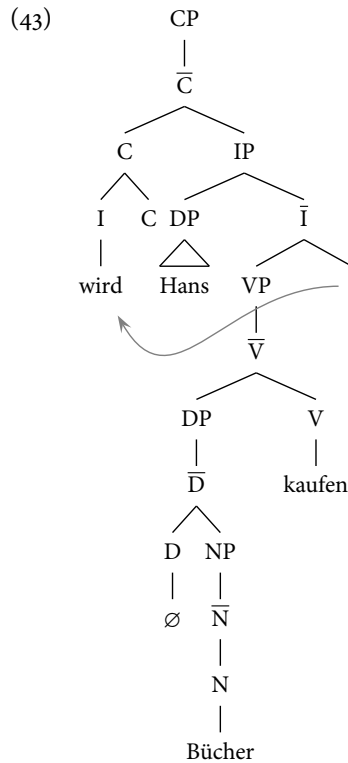 (43) CP
C̅
C IP
I C DP I̅
wird Hans VP
V̅
DP V
D̅ kaufen
D NP
∅ N̅
N
Bücher